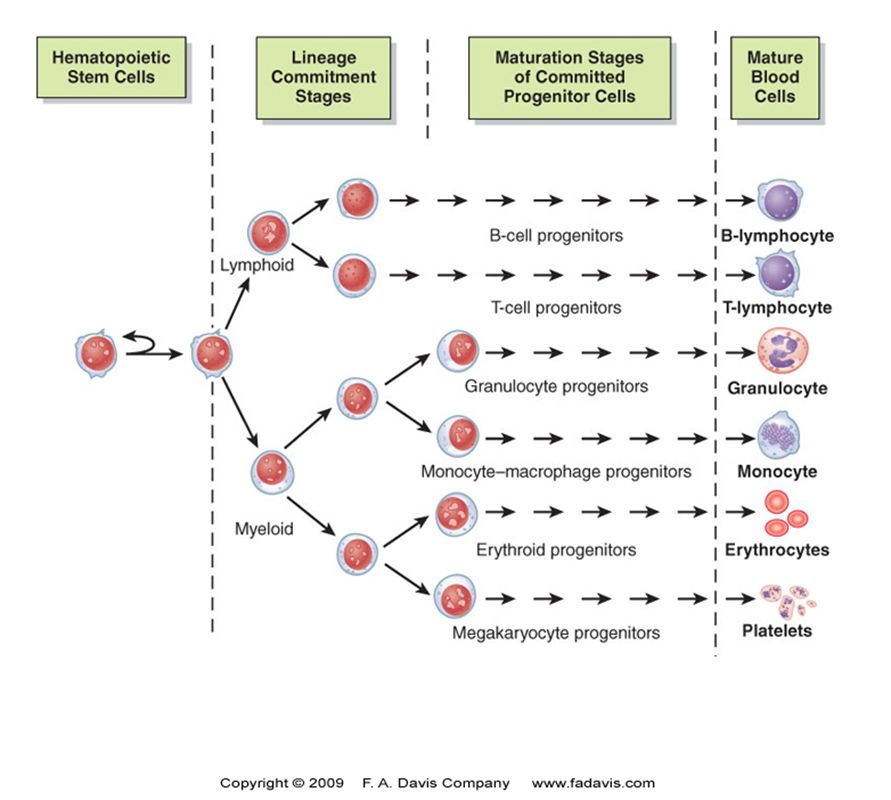 Hematopoietic
Stem Cells
Lineage
Commitment
Stages
Maturation Stages
of Committed
Progenitor Cells
Mature
Blood
Cells
B-cell progenitors
B-lymphocyte
Lymphoid
T-cell progenitors
T-lymphocyte
Granulocyte progenitors
Granulocyte
Monocyte–macrophage progenitors
Monocyte
Myeloid
Erythroid progenitors
Erythrocytes
Megakaryocyte progenitors
Platelets
Copyright © 2009 F. A. Davis Company www.fadavis.com